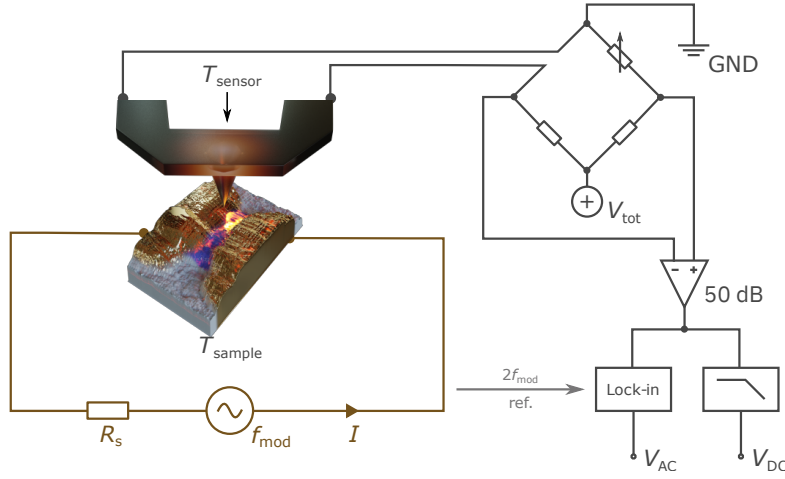 T_sensor
GND
V_tot
− +
50 dB
T_sample
2f_mod
ref.
Lock-in
R_s
f_mod
I
V_AC
V_DC